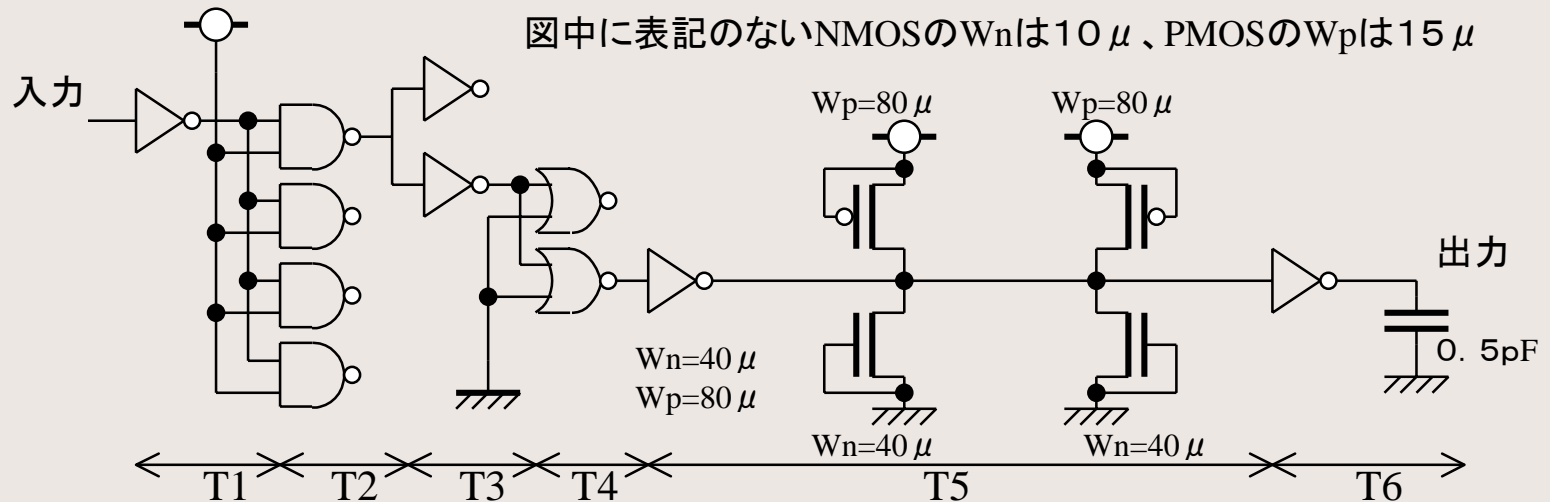 図中に表記のないNMOSのWnは10μ、PMOSのWpは15μ
入力
Wp=80μ
Wp=80μ
出力
0.5pF
Wn=40μ
Wp=80μ
Wn=40μ
Wn=40μ
T1
T2
T3
T4
T5
T6